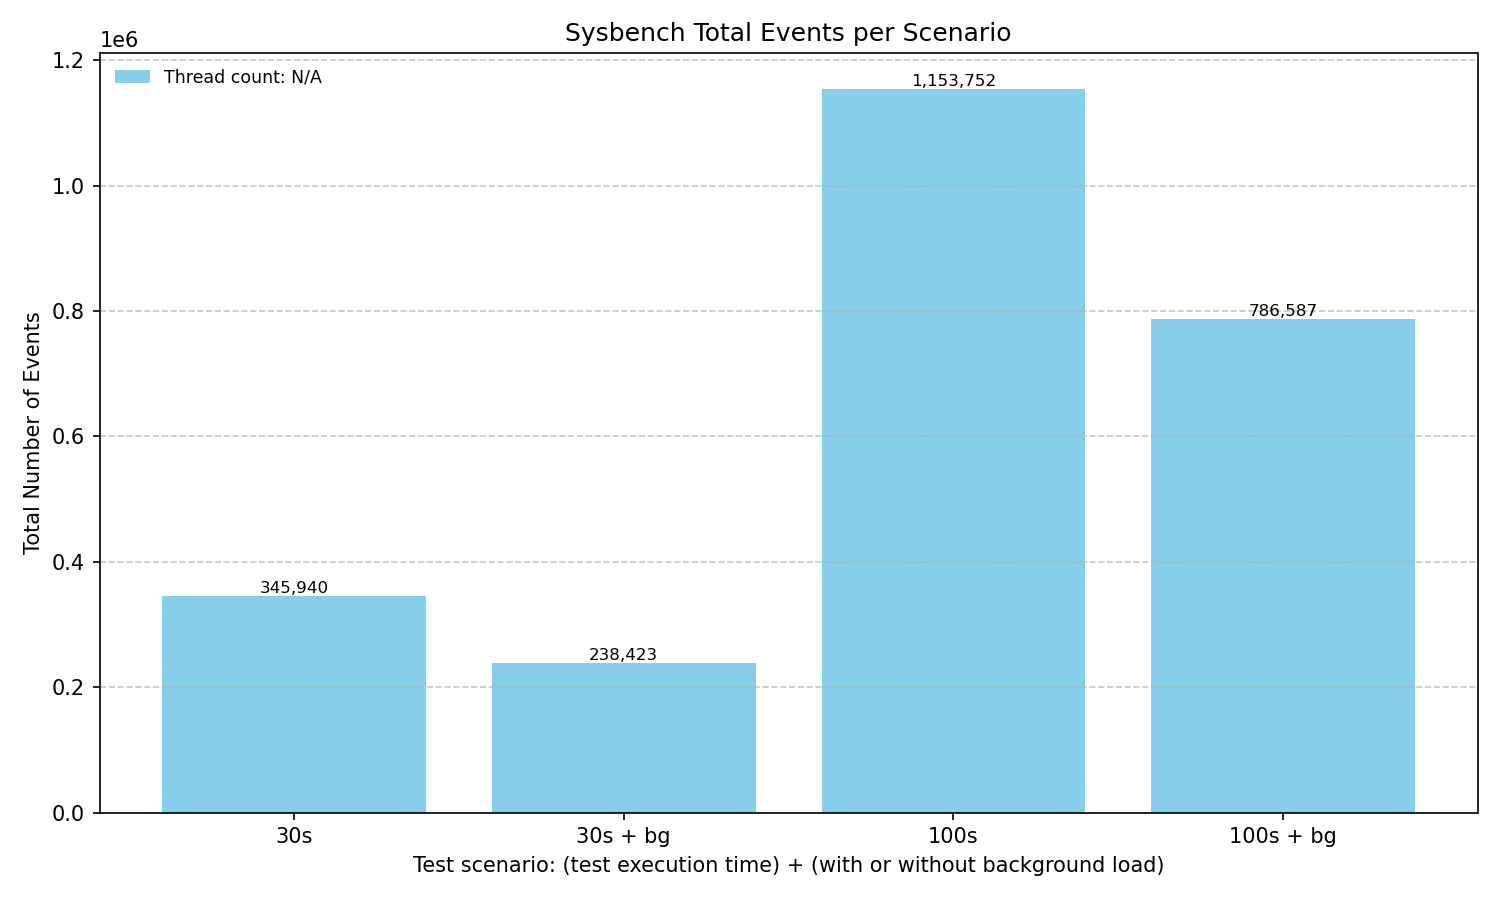 Sysbench Total Events per Scenario
1e6
1.2
1.0
0.8
0.6
0.4
0.2
0.0
Total Number of Events
Thread count: N/A
345,940
238,423
1,153,752
786,587
30s
30s + bg
100s
100s + bg
Test scenario: (test execution time) + (with or without background load)